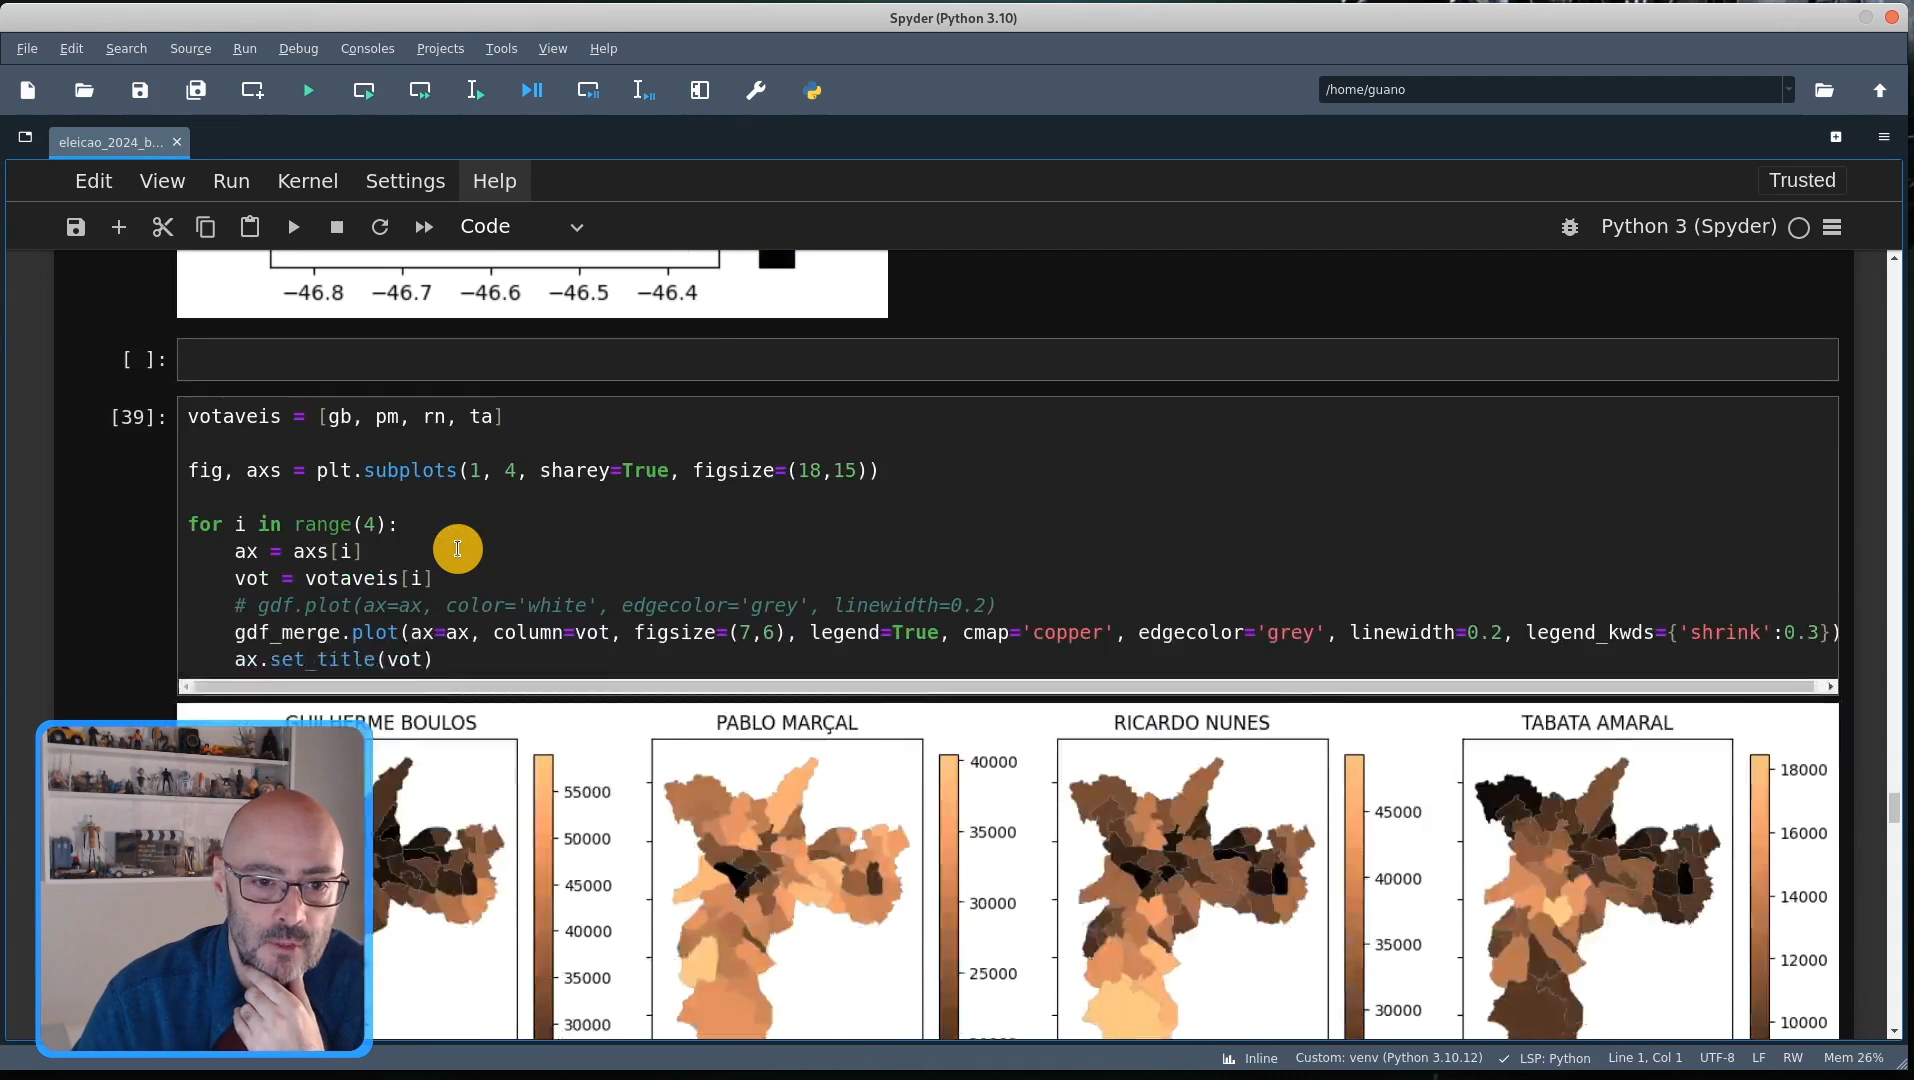 Spyder (Python 3.10)
File Edit Search Source Run Debug Consoles Projects Tools View Help
/home/guano
eleicao_2024_b...
Edit View Run Kernel Settings Help Trusted
Code Python 3 (Spyder)
−46.8 −46.7 −46.6 −46.5 −46.4
[ ]:
[39]: votaveis = [gb, pm, rn, ta]
fig, axs = plt.subplots(1, 4, sharey=True, figsize=(18,15))
for i in range(4):
ax = axs[i]
vot = votaveis[i]
# gdf.plot(ax=ax, color='white', edgecolor='grey', linewidth=0.2)
gdf_merge.plot(ax=ax, column=vot, figsize=(7,6), legend=True, cmap='copper', edgecolor='grey', linewidth=0.2, legend_kwds={'shrink':0.3})
ax.set_title(vot)
GUILHERME BOULOS PABLO MARÇAL RICARDO NUNES TABATA AMARAL
55000
50000
45000
40000
35000
30000
40000
35000
30000
25000
45000
40000
35000
30000
18000
16000
14000
12000
10000
Inline Custom: venv (Python 3.10.12) LSP: Python Line 1, Col 1 UTF-8 LF RW Mem 26%